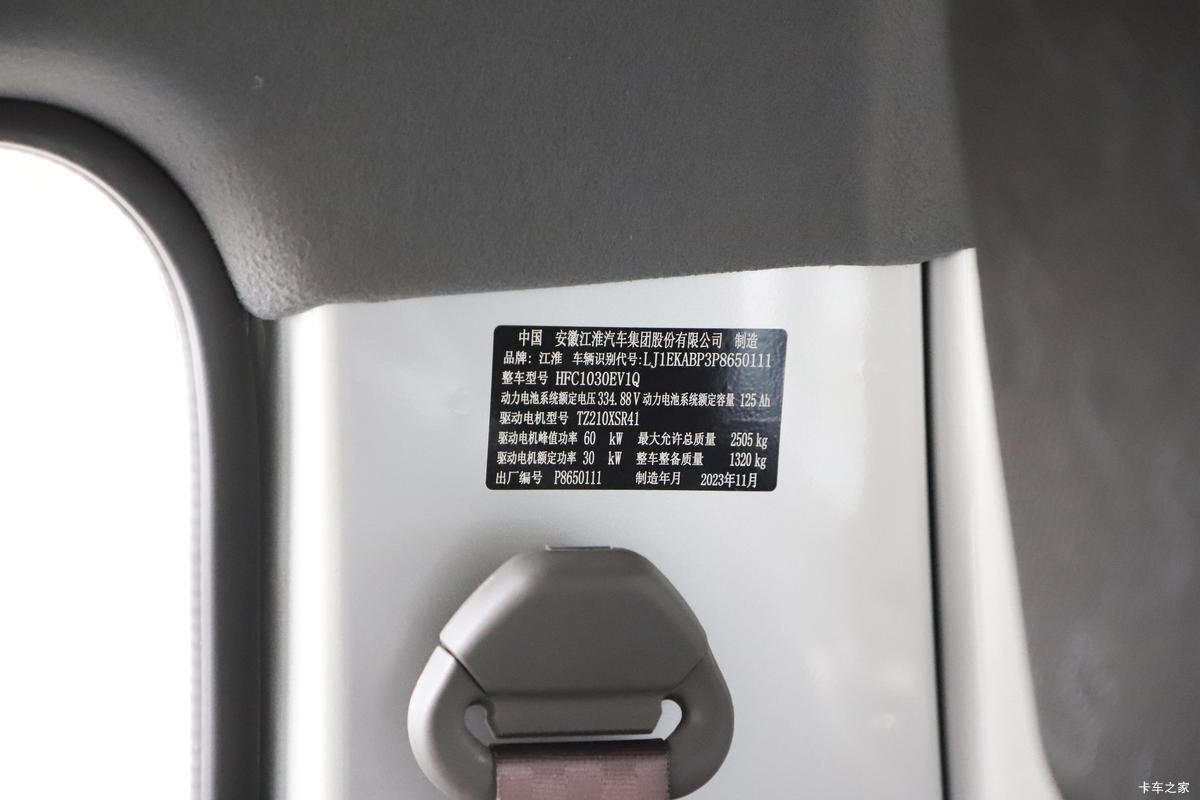 中国 安徽江淮汽车集团股份有限公司 制造
品牌: 江淮 车辆识别代号:LJ1EKABP3P8650111
整车型号 HFC1030EV1Q
动力电池系统额定电压 334.88V 动力电池系统额定容量 125 Ah
驱动电机型号 TZ210XSR41
驱动电机峰值功率 60 kW 最大允许总质量 2505 kg
驱动电机额定功率 30 kW 整车整备质量 1320 kg
出厂编号 P8650111 制造年月 2023年11月
卡车之家